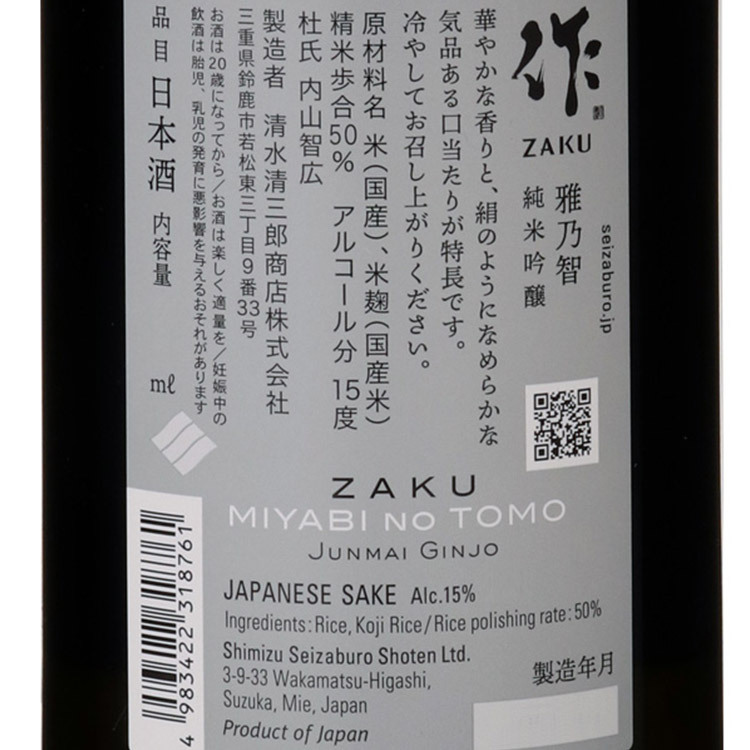 作
ZAKU
seizaburo.jp
雅乃智
純米吟醸
華やかな香りと、絹のようになめらかな
気品ある口当たりが特長です。
冷やしてお召し上がりください。
原材料名 米(国産)、米麹(国産米)
精米歩合50% アルコール分 15度
杜氏 内山智広
製造者 清水清三郎商店株式会社
三重県鈴鹿市若松東三丁目9番33号
お酒は20歳になってから/お酒は楽しく適量を/妊娠中の
飲酒は胎児、乳児の発育に悪影響を与えるおそれがあります
品目 日本酒 内容量 ㎖
ZAKU
MIYABI NO TOMO
JUNMAI GINJO
JAPANESE SAKE Alc.15%
Ingredients: Rice, Koji Rice / Rice polishing rate: 50%
Shimizu Seizaburo Shoten Ltd.
3-9-33 Wakamatsu-Higashi,
Suzuka, Mie, Japan
Product of Japan
製造年月
4 983422 318761